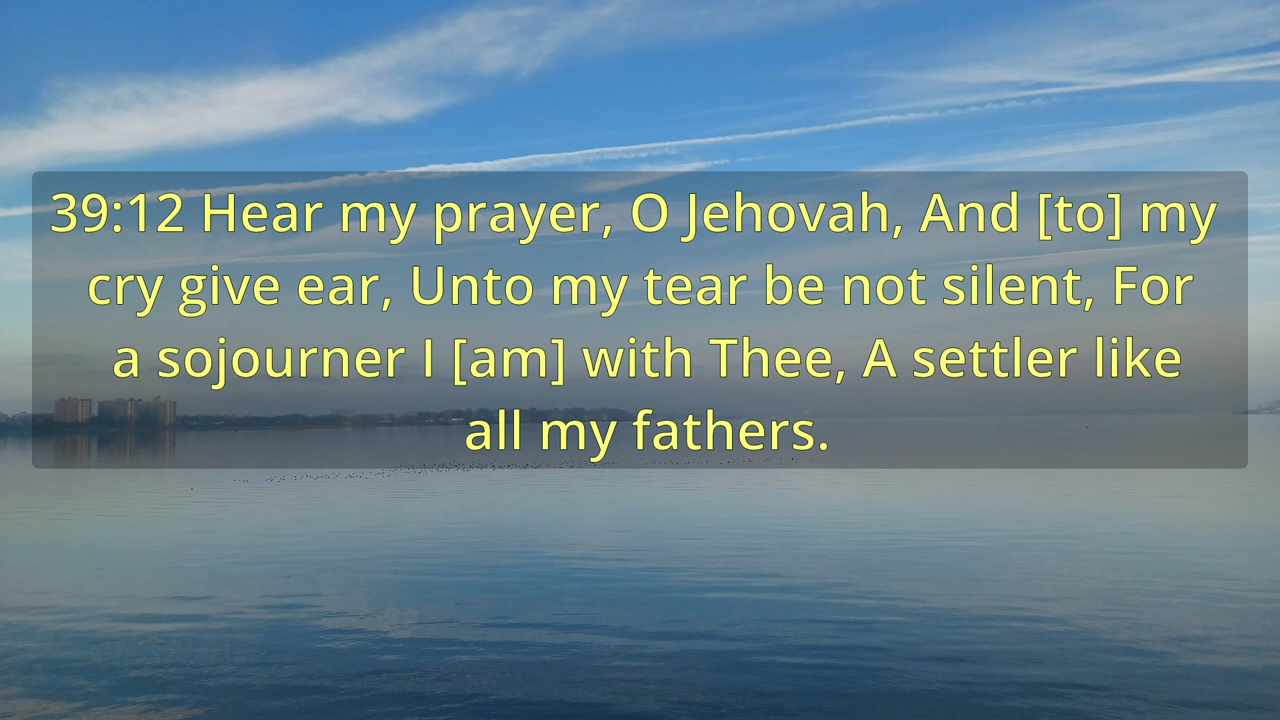 39:12 Hear my prayer, O Jehovah, And [to] my
cry give ear, Unto my tear be not silent, For
a sojourner I [am] with Thee, A settler like
all my fathers.